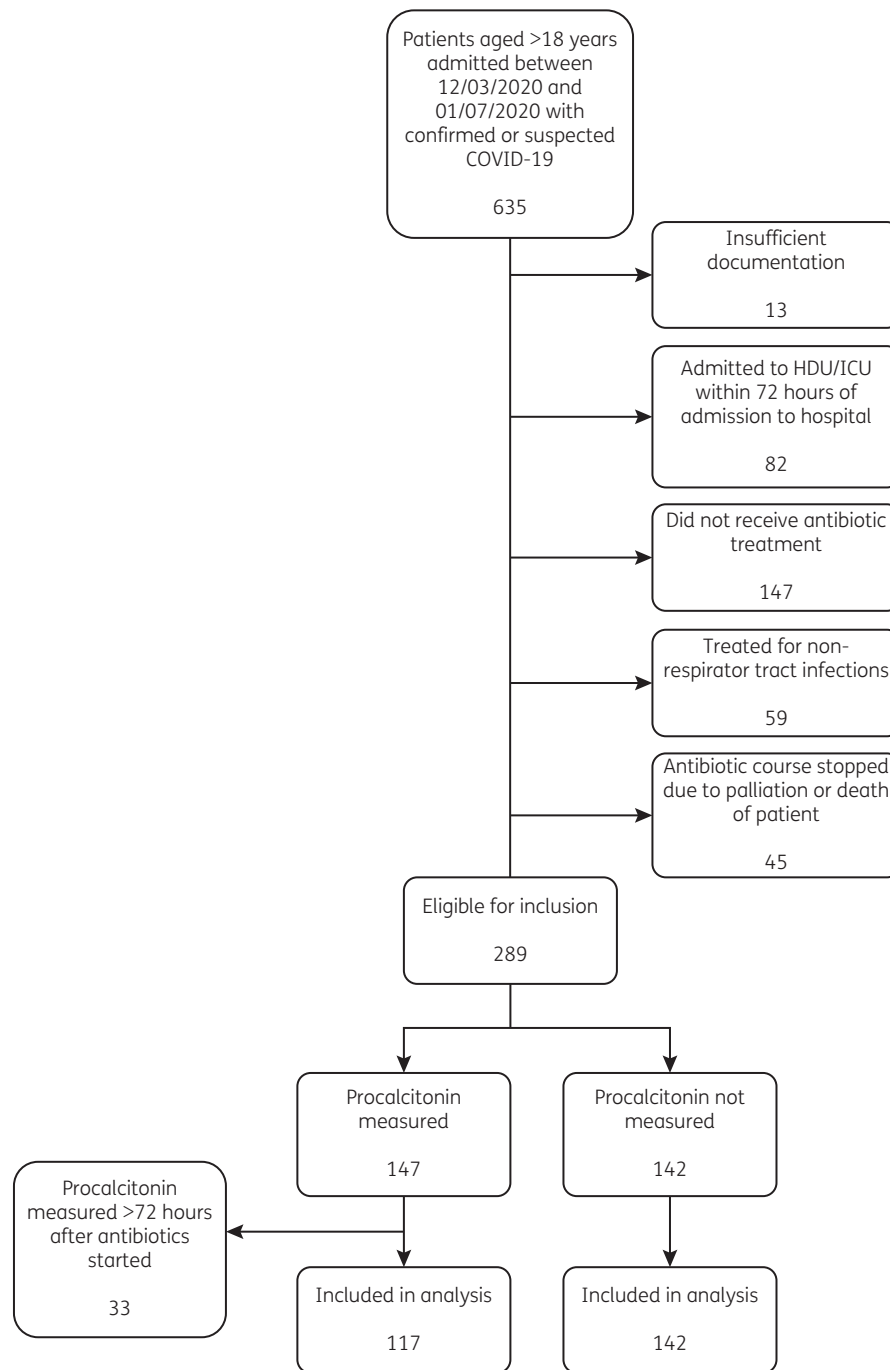 Patients aged >18 years
admitted between
12/03/2020 and
01/07/2020 with
confirmed or suspected
COVID-19
635
Insufficient
documentation
13
Admitted to HDU/ICU
within 72 hours of
admission to hospital
82
Did not receive antibiotic
treatment
147
Treated for non-
respirator tract infections
59
Antibiotic course stopped
due to palliation or death
of patient
45
Eligible for inclusion
289
Procalcitonin
measured
147
Procalcitonin not
measured
142
Procalcitonin
measured >72 hours
after antibiotics
started
33
Included in analysis
117
Included in analysis
142